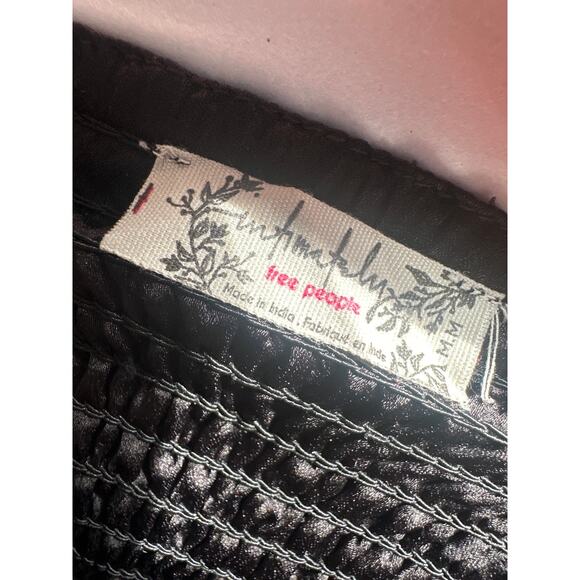 intimately
free people
Made in India . Fabriqué en Inde
M.M